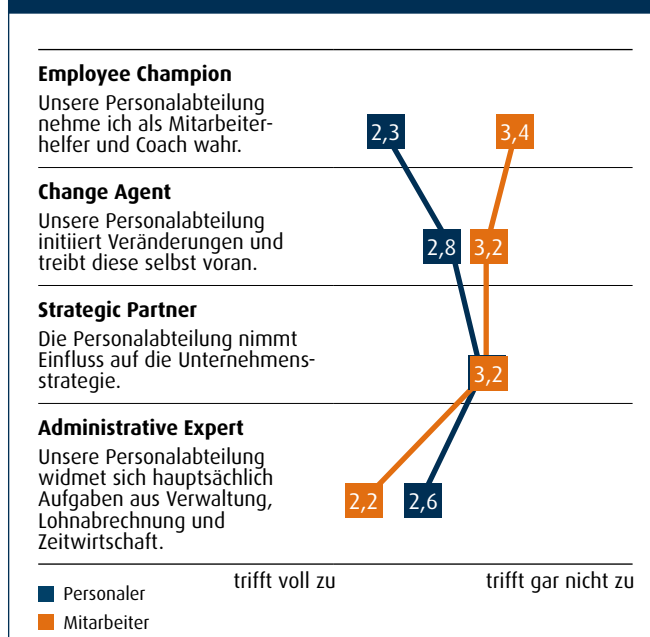 Employee Champion
Unsere Personalabteilung
nehme ich als Mitarbeiter-
helfer und Coach wahr.
2,3
3,4
Change Agent
Unsere Personalabteilung
initiiert Veränderungen und
treibt diese selbst voran.
2,8
3,2
Strategic Partner
Die Personalabteilung nimmt
Einfluss auf die Unternehmens-
strategie.
3,2
Administrative Expert
Unsere Personalabteilung
widmet sich hauptsächlich
Aufgaben aus Verwaltung,
Lohnabrechnung und
Zeitwirtschaft.
2,2
2,6
trifft voll zu
trifft gar nicht zu
Personaler
Mitarbeiter